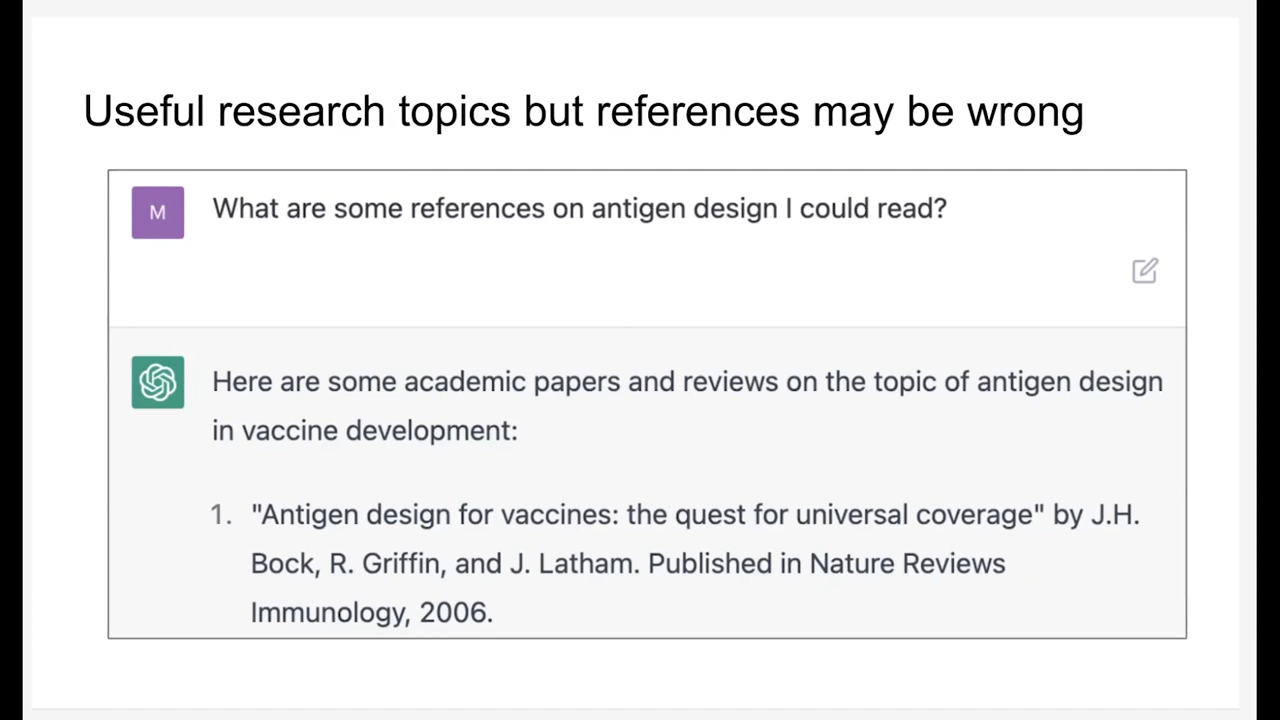 Useful research topics but references may be wrong
M
What are some references on antigen design I could read?
Here are some academic papers and reviews on the topic of antigen design
in vaccine development:
1. "Antigen design for vaccines: the quest for universal coverage" by J.H.
Bock, R. Griffin, and J. Latham. Published in Nature Reviews
Immunology, 2006.